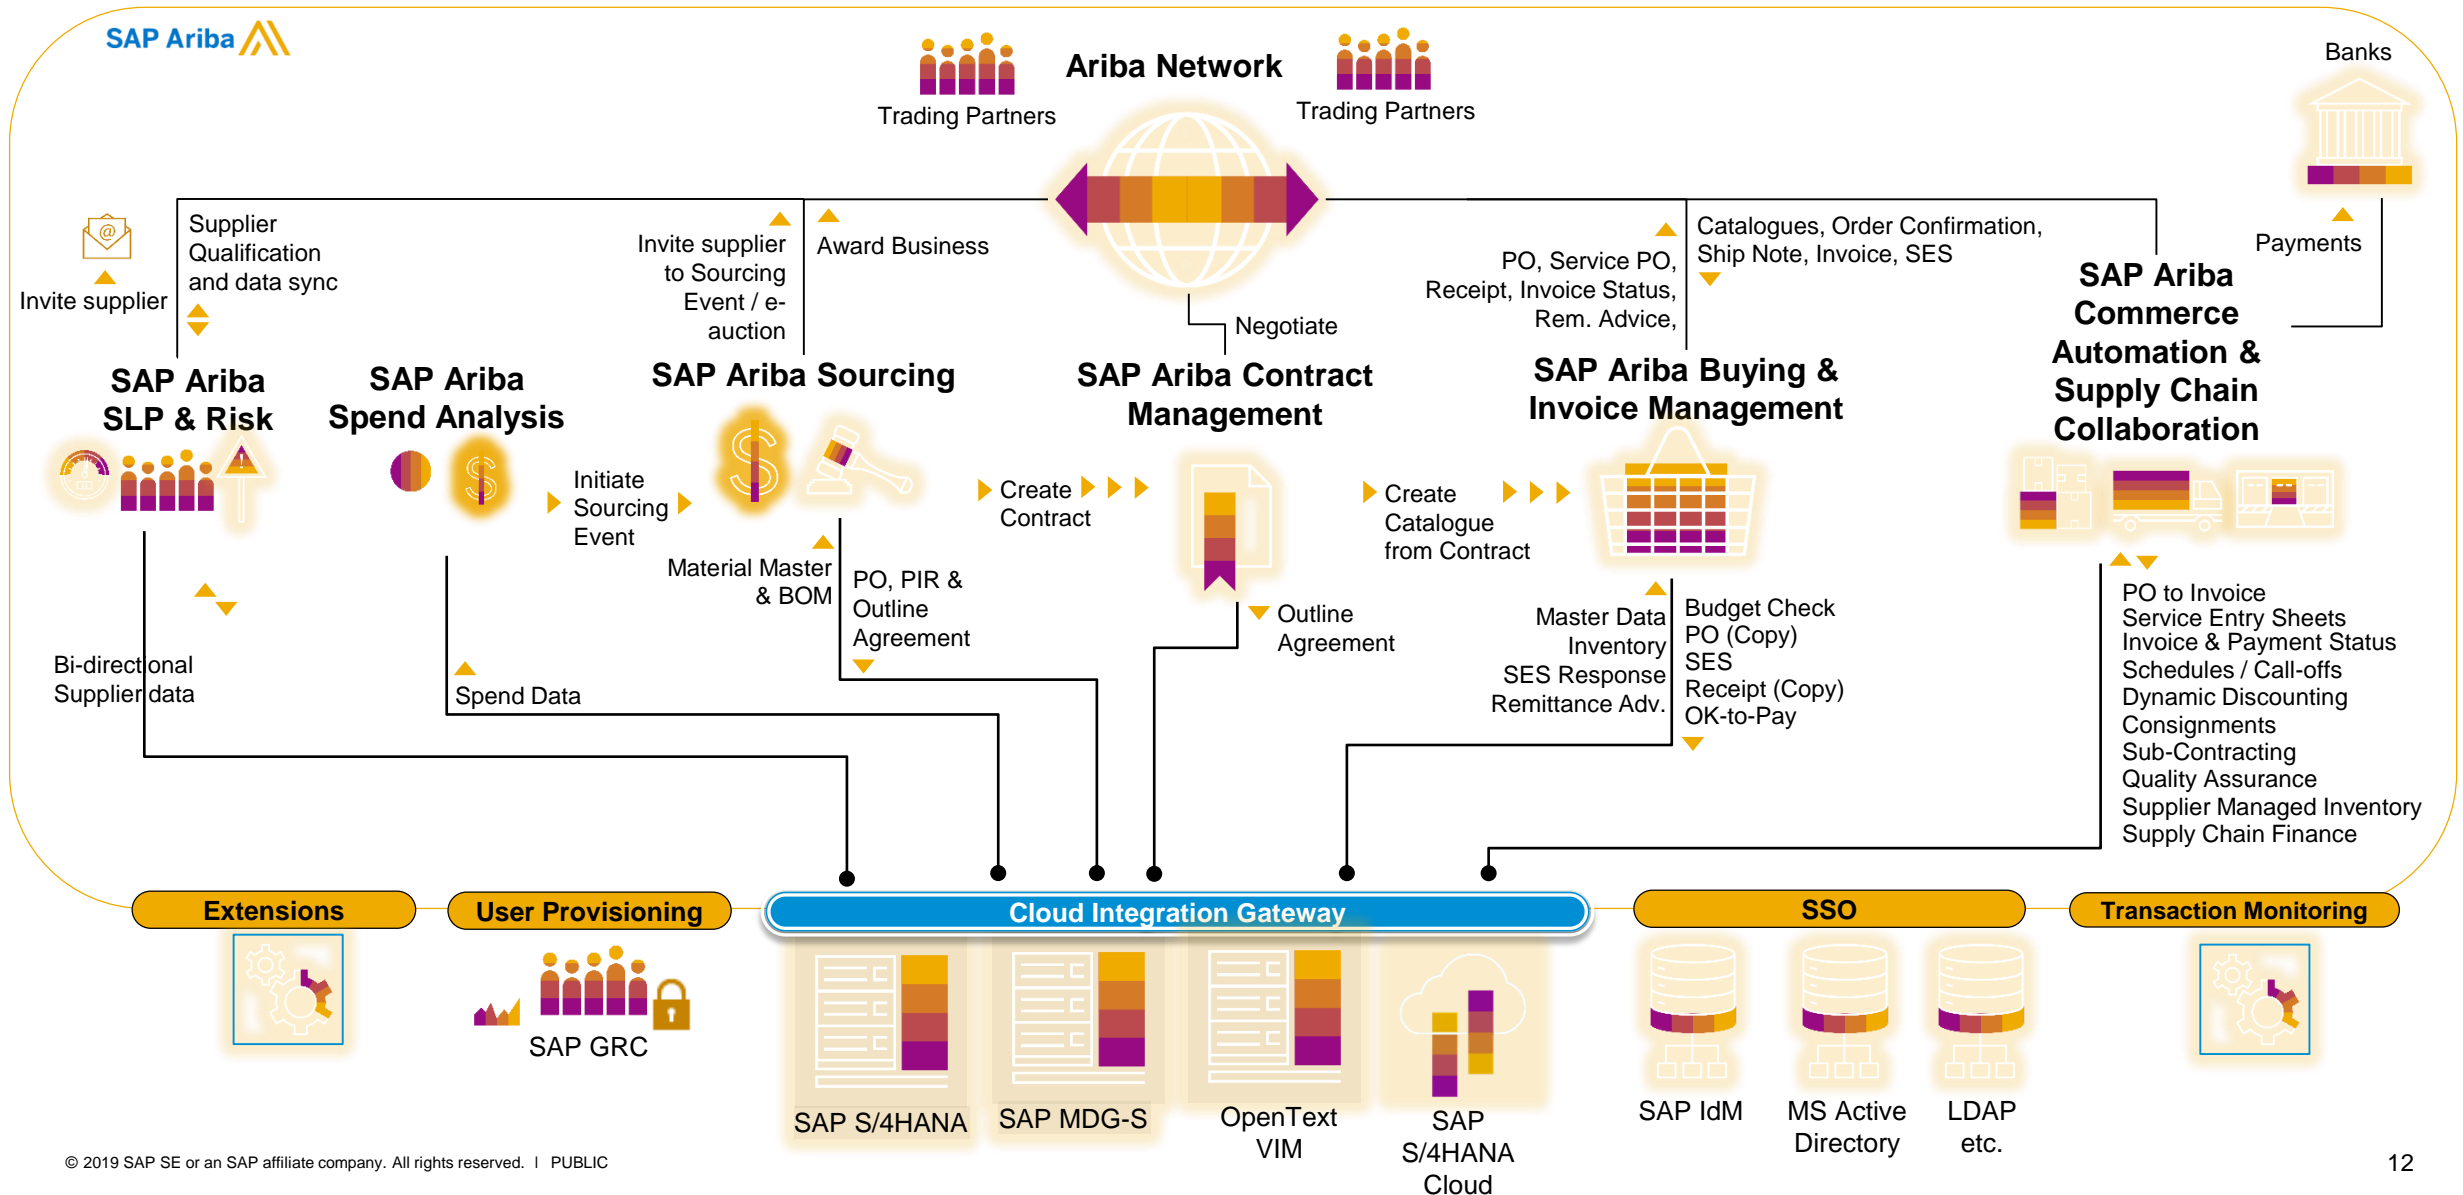 SAP Ariba
Ariba Network
Trading Partners
Trading Partners
Banks
Payments
Invite supplier
Supplier
Qualification
and data sync
Invite supplier
to Sourcing
Event / e-
auction
Award Business
Negotiate
PO, Service PO,
Receipt, Invoice Status,
Rem. Advice,
Catalogues, Order Confirmation,
Ship Note, Invoice, SES
SAP Ariba
SLP & Risk
SAP Ariba
Spend Analysis
SAP Ariba Sourcing
SAP Ariba Contract
Management
SAP Ariba Buying &
Invoice Management
SAP Ariba
Commerce
Automation &
Supply Chain
Collaboration
Initiate
Sourcing
Event
Create
Contract
Create
Catalogue
from Contract
Bi-directional
Supplier data
Spend Data
Material Master
& BOM
PO, PIR &
Outline
Agreement
Outline
Agreement
Master Data
Inventory
SES Response
Remittance Adv.
Budget Check
PO (Copy)
SES
Receipt (Copy)
OK-to-Pay
PO to Invoice
Service Entry Sheets
Invoice & Payment Status
Schedules / Call-offs
Dynamic Discounting
Consignments
Sub-Contracting
Quality Assurance
Supplier Managed Inventory
Supply Chain Finance
Extensions
User Provisioning
Cloud Integration Gateway
SSO
Transaction Monitoring
SAP GRC
SAP S/4HANA
SAP MDG-S
OpenText
VIM
SAP
S/4HANA
Cloud
SAP IdM
MS Active
Directory
LDAP
etc.
© 2019 SAP SE or an SAP affiliate company. All rights reserved. I PUBLIC
12